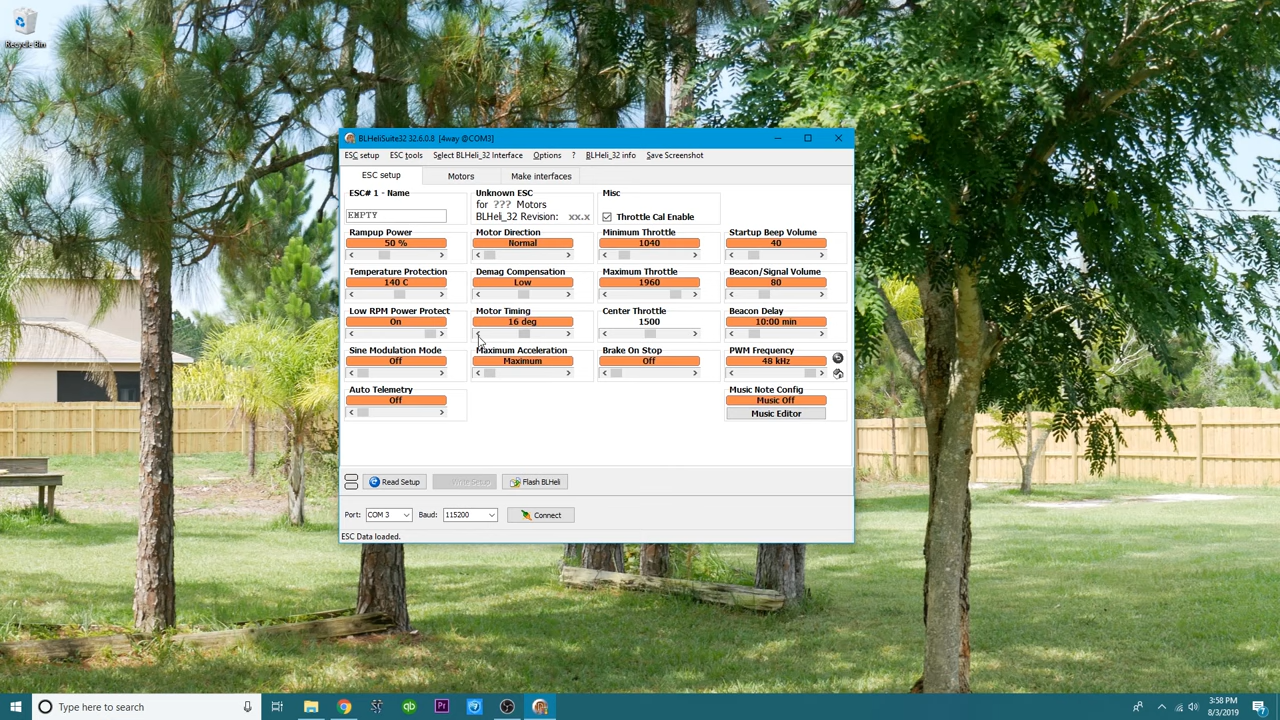 Recycle Bin
BLHeliSuite32 32.6.0.8 [4way @COM3]
ESC setup ESC tools Select BLHeli_32 Interface Options ? BLHeli_32 info Save Screenshot
ESC setup Motors Make interfaces
ESC# 1 - Name
EMPTY
Unknown ESC
for ??? Motors
BLHeli_32 Revision: xx.x
Misc
Throttle Cal Enable
Rampup Power
50 %
Motor Direction
Normal
Minimum Throttle
1040
Startup Beep Volume
40
Temperature Protection
140 C
Demag Compensation
Low
Maximum Throttle
1960
Beacon/Signal Volume
80
Low RPM Power Protect
On
Motor Timing
16 deg
Center Throttle
1500
Beacon Delay
10:00 min
Sine Modulation Mode
Off
Maximum Acceleration
Maximum
Brake On Stop
Off
PWM Frequency
48 kHz
Auto Telemetry
Off
Music Note Config
Music Off
Music Editor
Read Setup Write Setup Flash BLHeli
Port: COM 3 Baud: 115200 Connect
ESC Data loaded.
Type here to search
qb
Pr
3:58 PM
8/3/2019
7